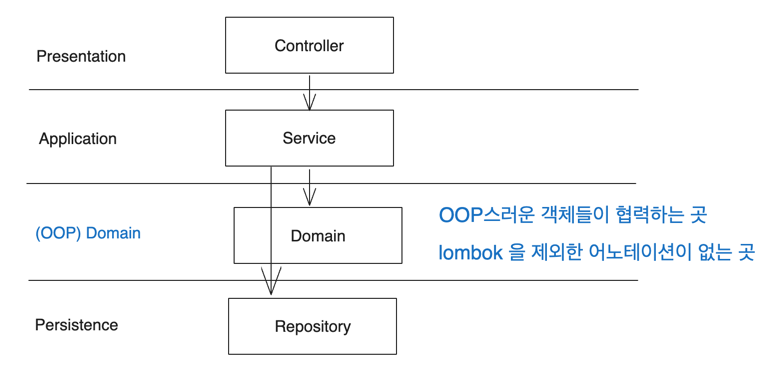 Presentation
Controller
Application
Service
(OOP) Domain
Domain
OOP스러운 객체들이 협력하는 곳
lombok 을 제외한 어노테이션이 없는 곳
Persistence
Repository